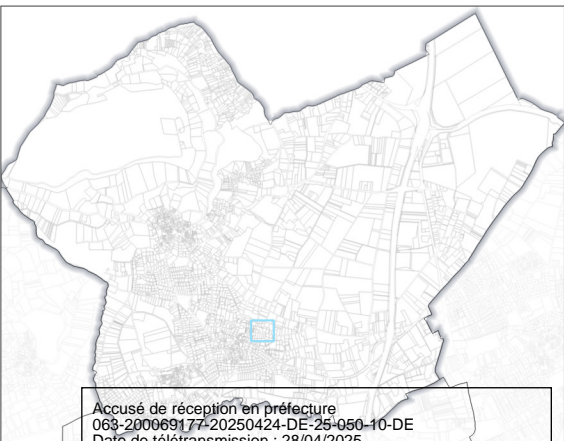 Accusé de réception en préfecture
063-200069177-20250424-DE-25-050-10-DE
Date de télétransmission : 28/04/2025